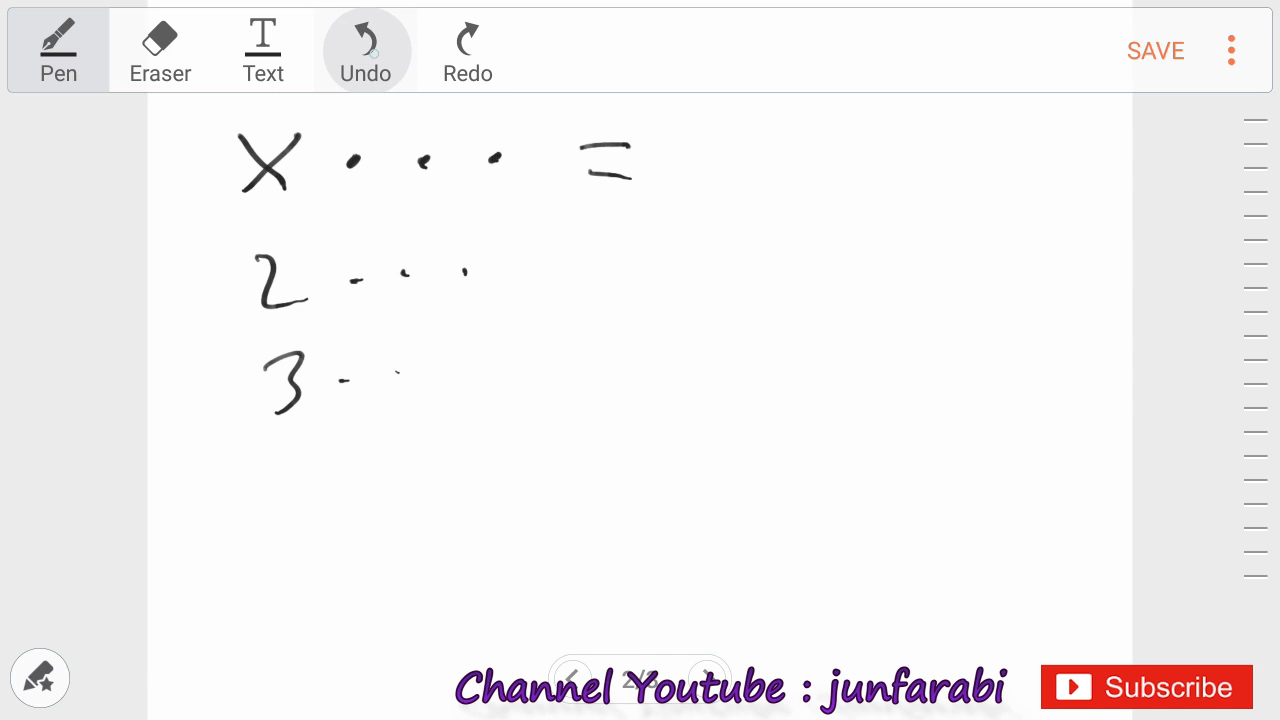 Pen Eraser Text Undo Redo SAVE
X · · · =
2 · · ·
3 · ·
Channel Youtube : junfarabi Subscribe